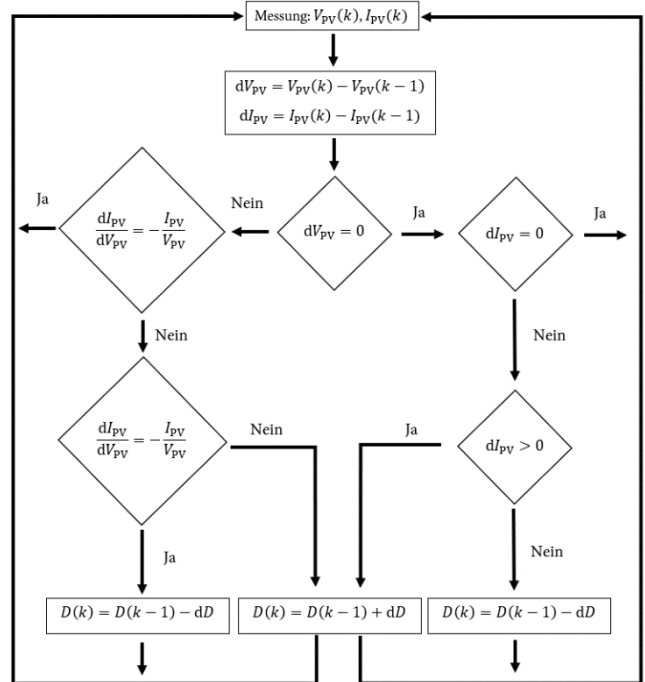 Messung: V_PV(k), I_PV(k)
dV_PV = V_PV(k) − V_PV(k − 1)
dI_PV = I_PV(k) − I_PV(k − 1)
Ja
Nein
Ja
Ja
dI_PV/dV_PV = −I_PV/V_PV
dV_PV = 0
dI_PV = 0
Nein
Nein
dI_PV/dV_PV = −I_PV/V_PV
Nein
Ja
dI_PV > 0
Ja
Nein
D(k) = D(k − 1) − dD
D(k) = D(k − 1) + dD
D(k) = D(k − 1) − dD